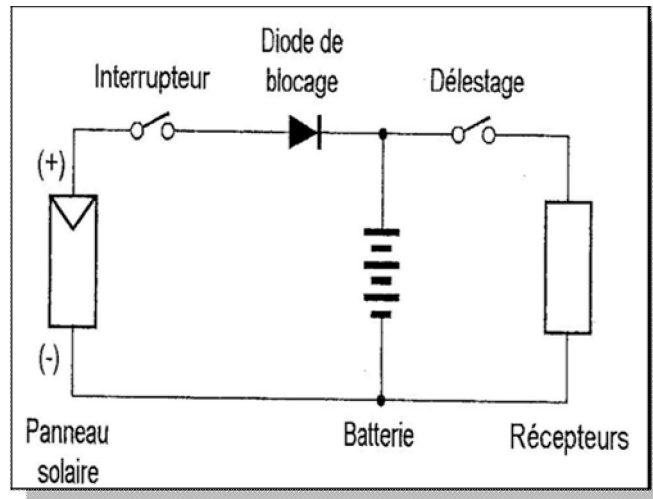 Diode de
blocage
Interrupteur
Délestage
(+)
(-)
Panneau
solaire
Batterie
Récepteurs